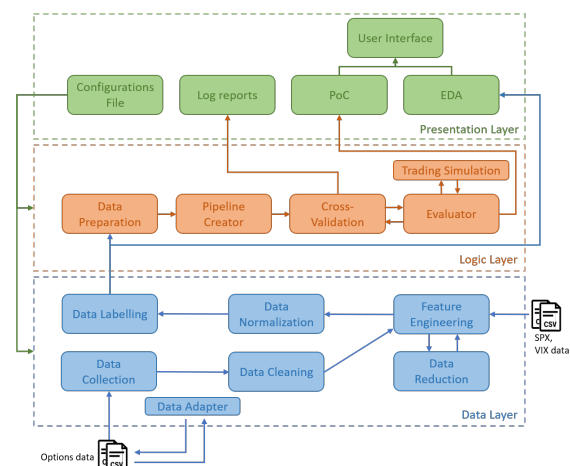 User Interface
Configurations
File
Log reports
PoC
EDA
Presentation Layer
Trading Simulation
Data
Preparation
Pipeline
Creator
Cross-
Validation
Evaluator
Logic Layer
Data Labelling
Data
Normalization
Feature
Engineering
CSV
SPX,
VIX data
Data
Collection
Data Cleaning
Data
Reduction
Data Adapter
Data Layer
Options data
CSV